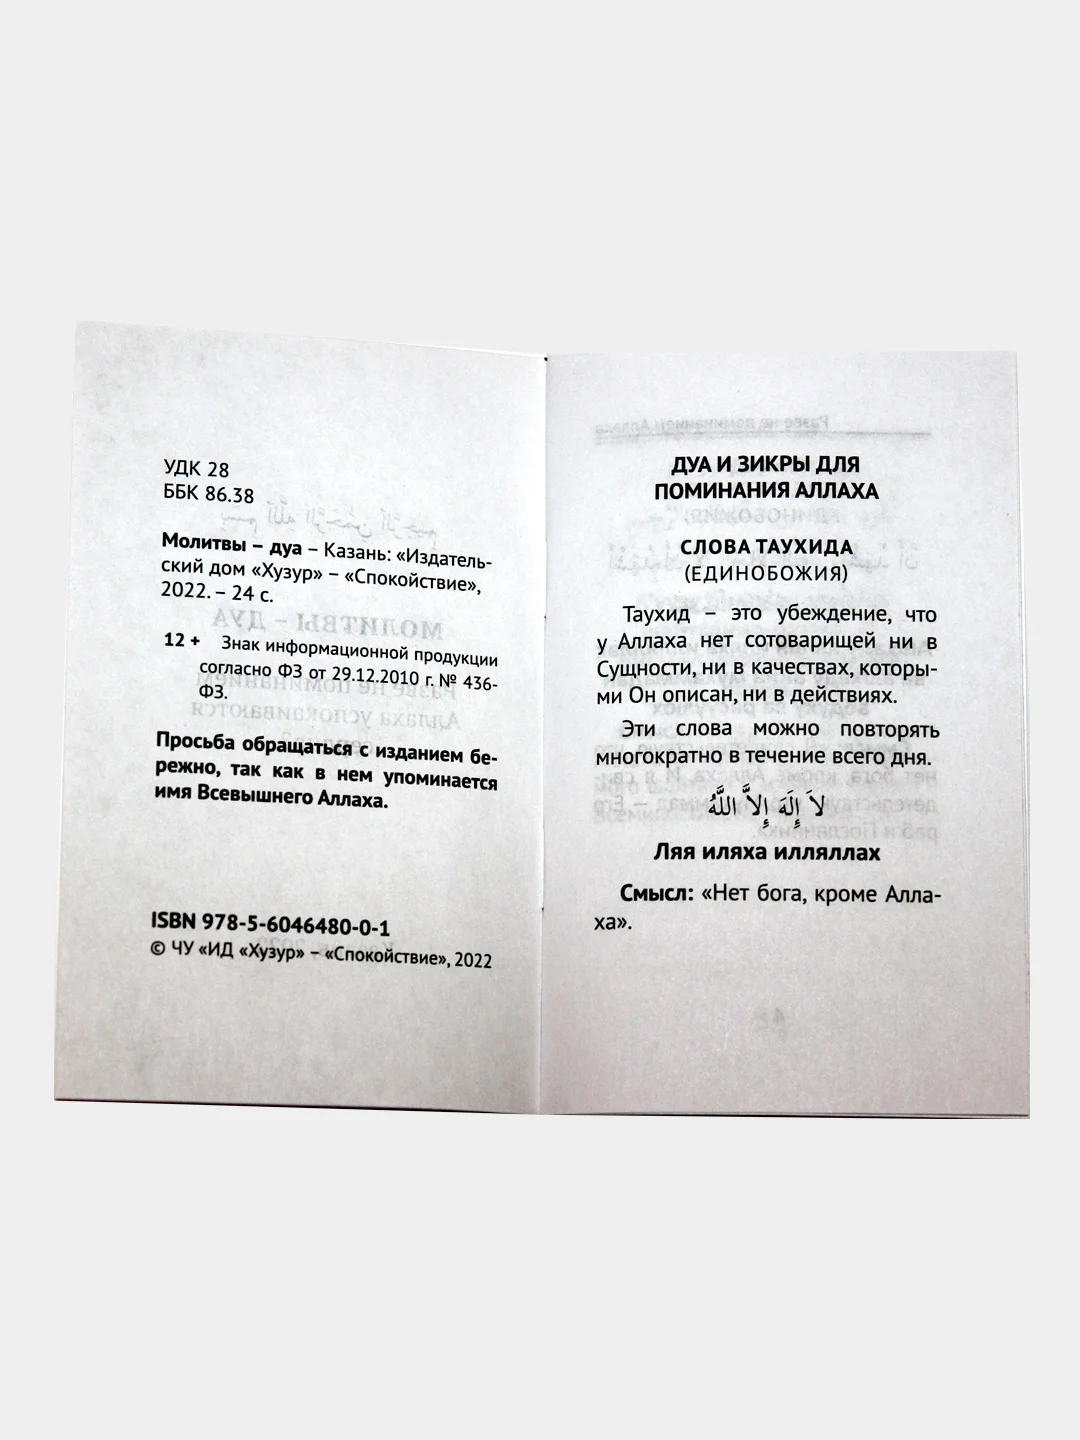 УДК 28
ББК 86.38
Молитвы – дуа – Казань: «Издатель-
ский дом «Хузур» – «Спокойствие»,
2022. – 24 с.
12 + Знак информационной продукции
согласно ФЗ от 29.12.2010 г. № 436-
ФЗ.
Просьба обращаться с изданием бе-
режно, так как в нем упоминается
имя Всевышнего Аллаха.
ISBN 978-5-6046480-0-1
© ЧУ «ИД «Хузур» – «Спокойствие», 2022
ДУА И ЗИКРЫ ДЛЯ
ПОМИНАНИЯ АЛЛАХА
СЛОВА ТАУХИДА
(ЕДИНОБОЖИЯ)
Таухид – это убеждение, что
у Аллаха нет сотоварищей ни в
Сущности, ни в качествах, которы-
ми Он описан, ни в действиях.
Эти слова можно повторять
многократно в течение всего дня.
لاَ إِلَهَ إِلاَّ اللَّهُ
Ляя иляха илляллах
Смысл: «Нет бога, кроме Алла-
ха».